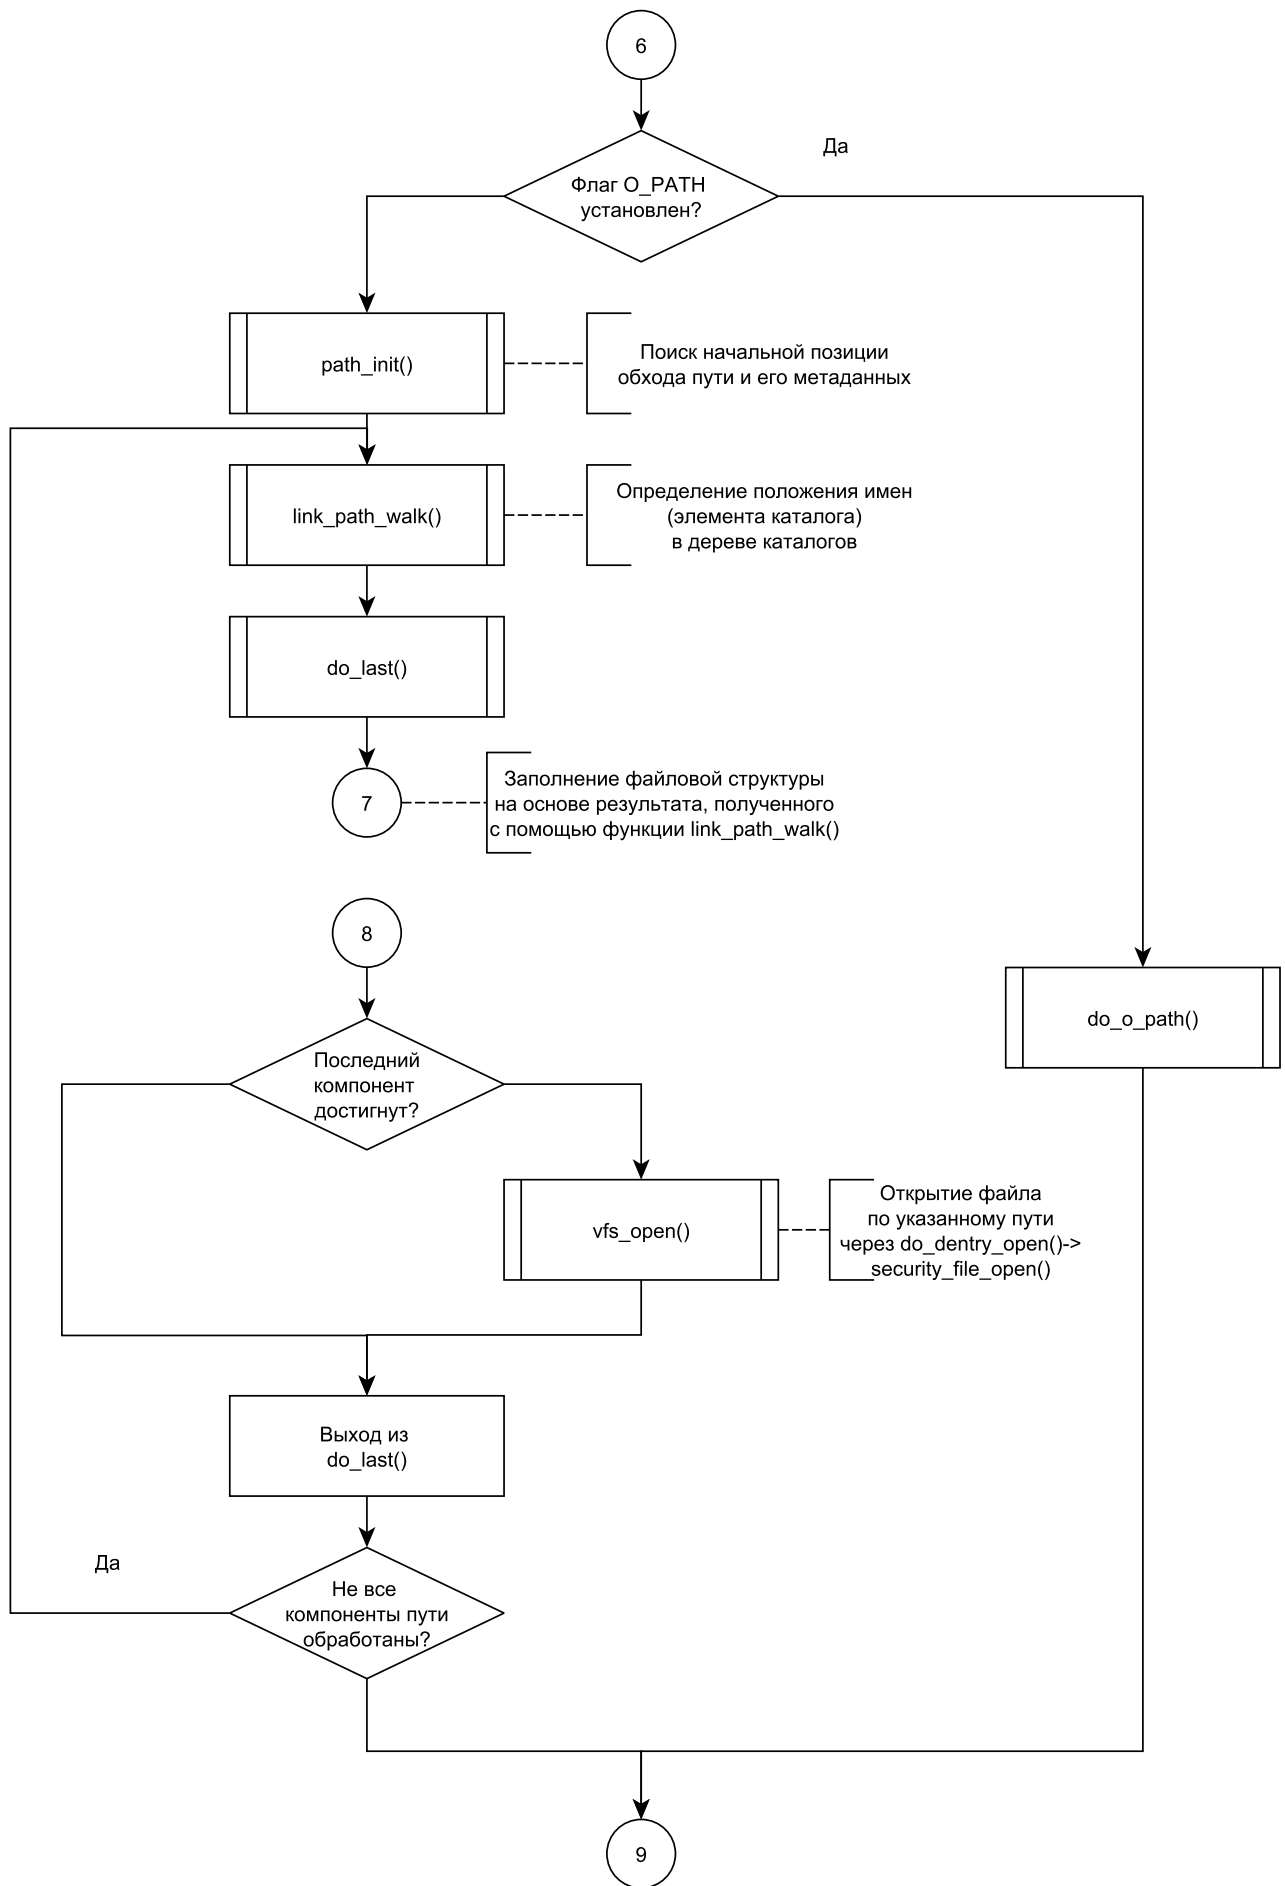 6
Да
Флаг O_PATH
установлен?
path_init()
Поиск начальной позиции
обхода пути и его метаданных
link_path_walk()
Определение положения имен
(элемента каталога)
в дереве каталогов
do_last()
7
Заполнение файловой структуры
на основе результата, полученного
с помощью функции link_path_walk()
8
Последний
компонент
достигнут?
do_o_path()
vfs_open()
Открытие файла
по указанному пути
через do_dentry_open()->
security_file_open()
Выход из
do_last()
Да
Не все
компоненты пути
обработаны?
9